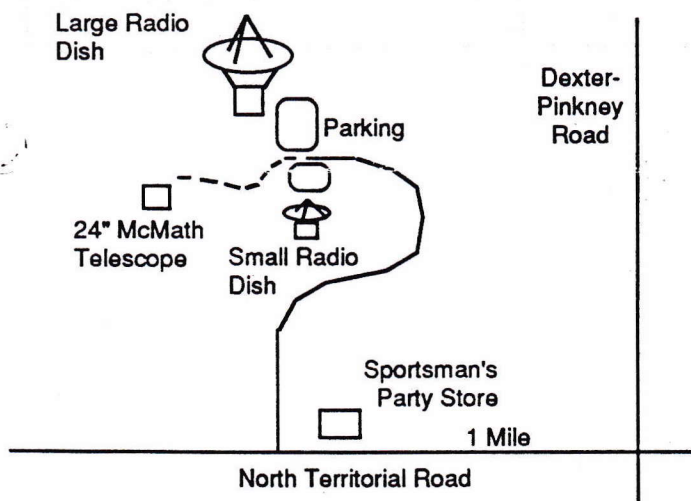 Large Radio
Dish
Dexter-
Pinkney
Road
Parking
24" McMath
Telescope
Small Radio
Dish
Sportsman's
Party Store
1 Mile
North Territorial Road